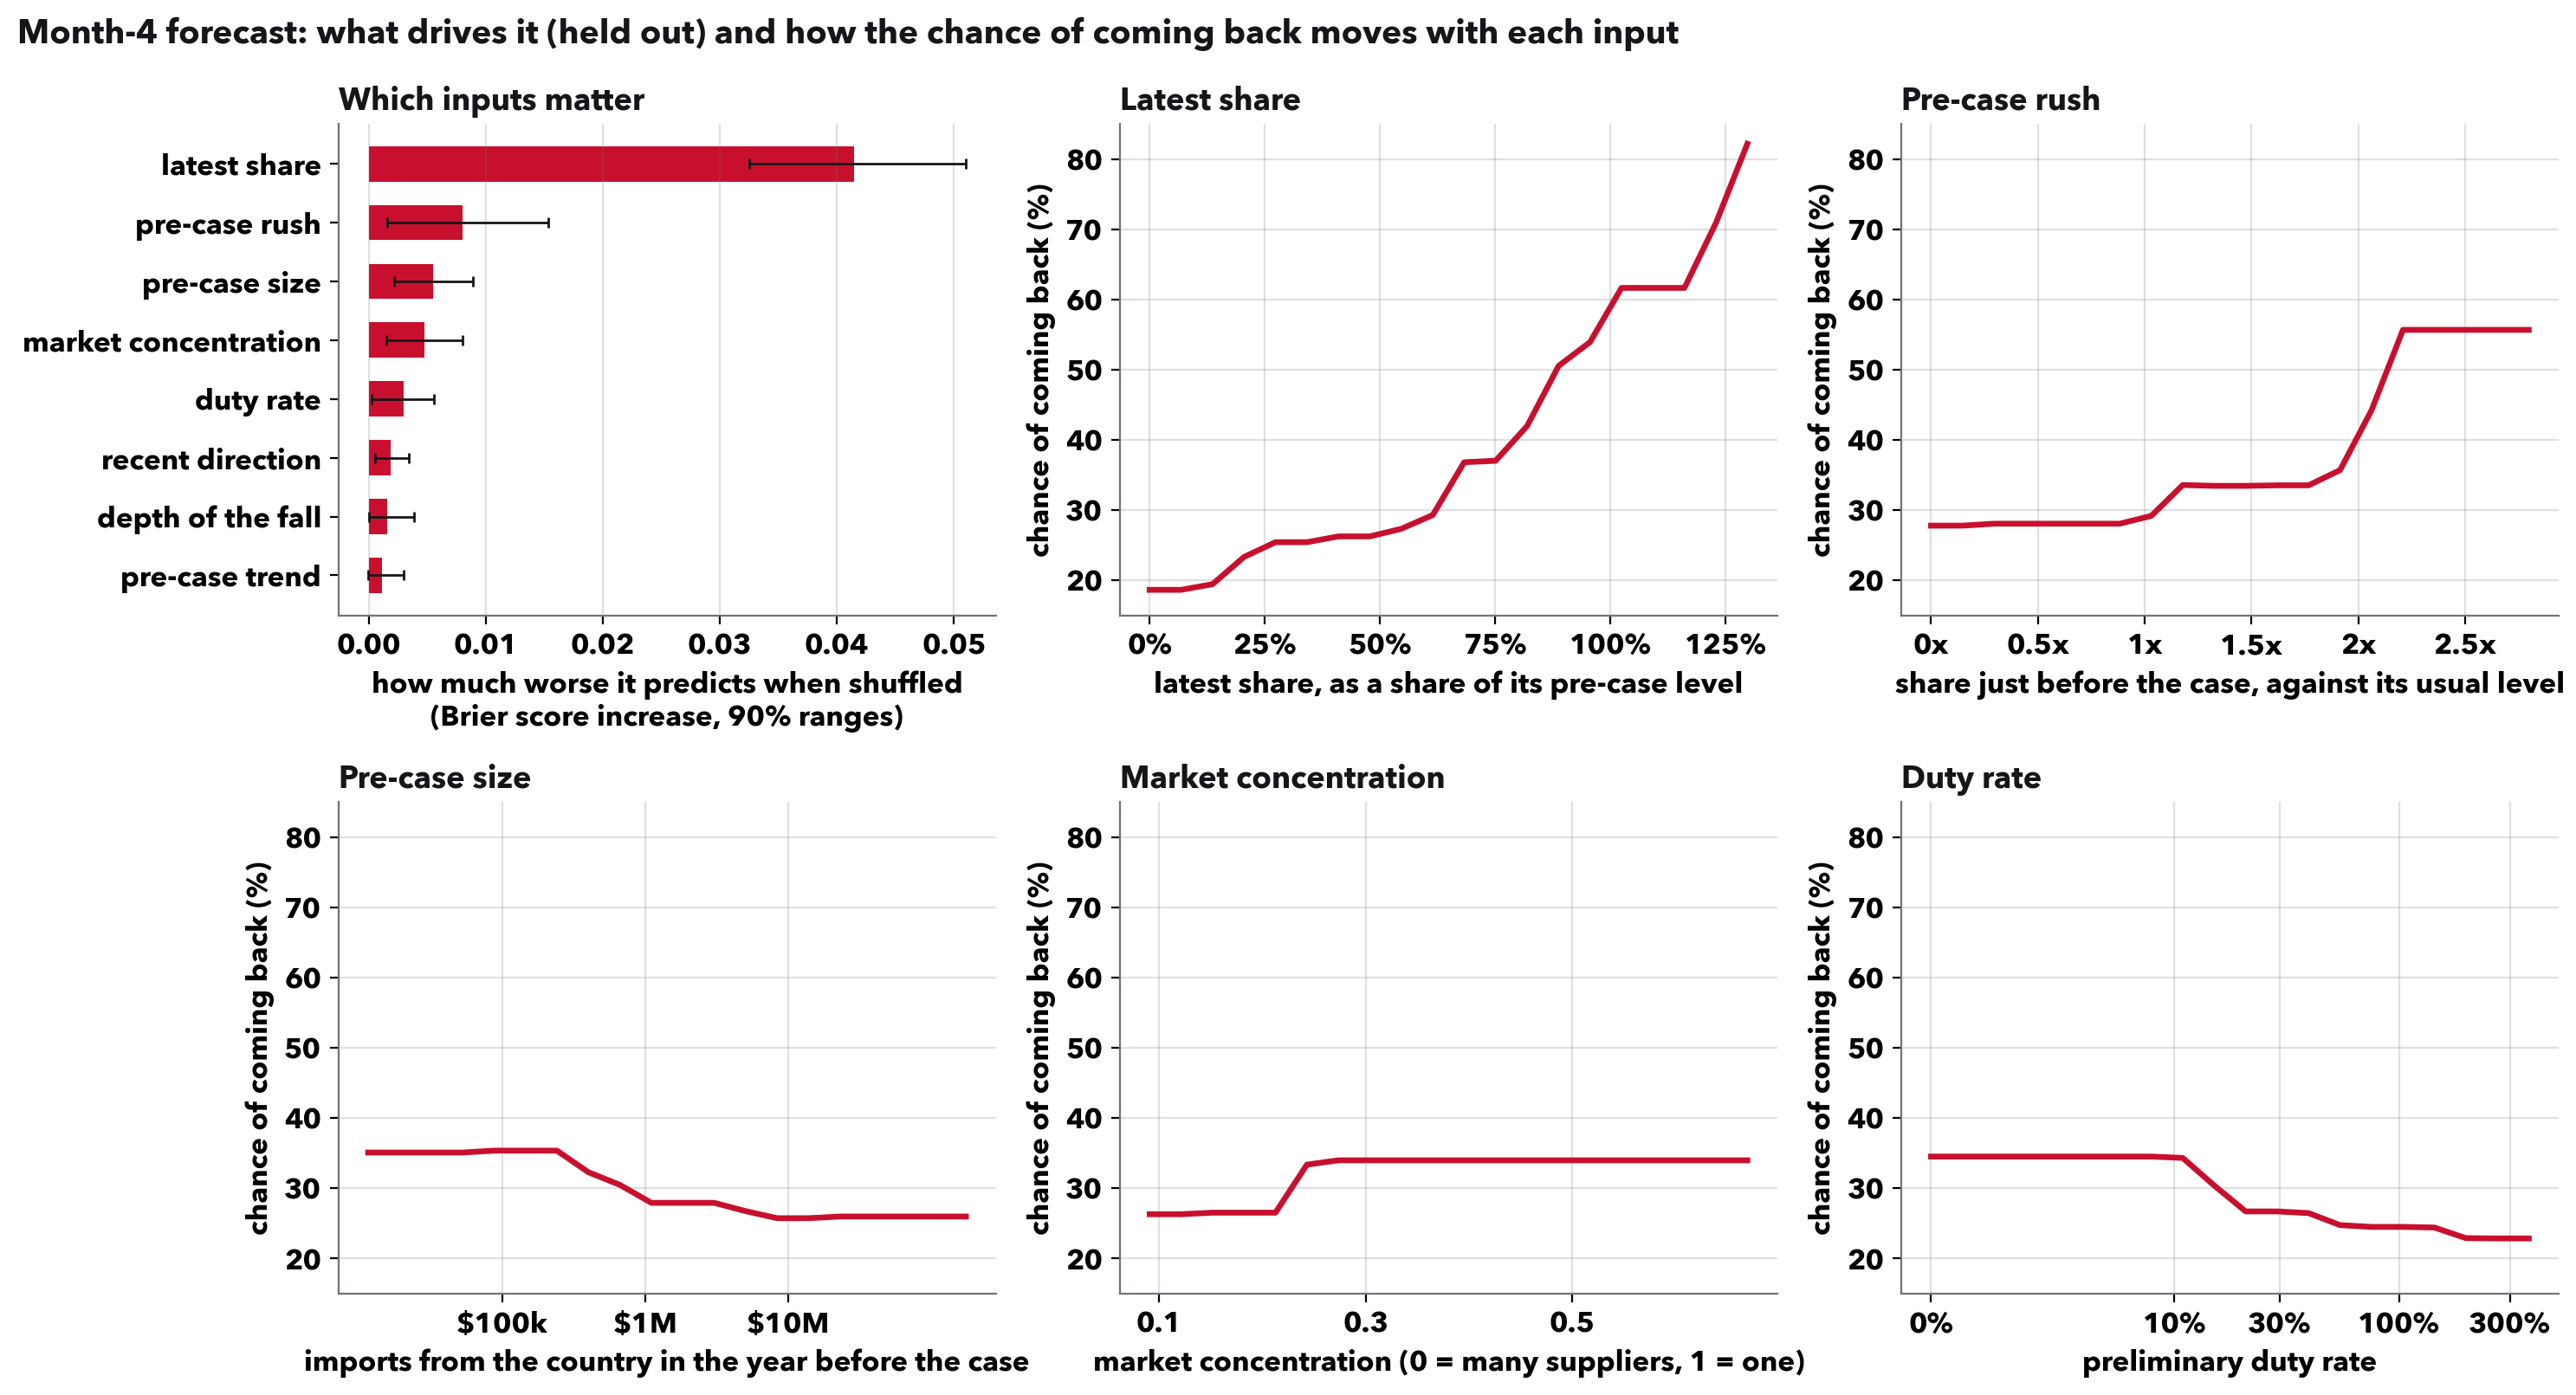 Month-4 forecast: what drives it (held out) and how the chance of coming back moves with each input
Which inputs matter
latest share
pre-case rush
pre-case size
market concentration
duty rate
recent direction
depth of the fall
pre-case trend
0.00 0.01 0.02 0.03 0.04 0.05
how much worse it predicts when shuffled
(Brier score increase, 90% ranges)
Latest share
chance of coming back (%)
80
70
60
50
40
30
20
0% 25% 50% 75% 100% 125%
latest share, as a share of its pre-case level
Pre-case rush
chance of coming back (%)
80
70
60
50
40
30
20
0x 0.5x 1x 1.5x 2x 2.5x
share just before the case, against its usual level
Pre-case size
chance of coming back (%)
80
70
60
50
40
30
20
$100k $1M $10M
imports from the country in the year before the case
Market concentration
chance of coming back (%)
80
70
60
50
40
30
20
0.1 0.3 0.5
market concentration (0 = many suppliers, 1 = one)
Duty rate
chance of coming back (%)
80
70
60
50
40
30
20
0% 10% 30% 100% 300%
preliminary duty rate